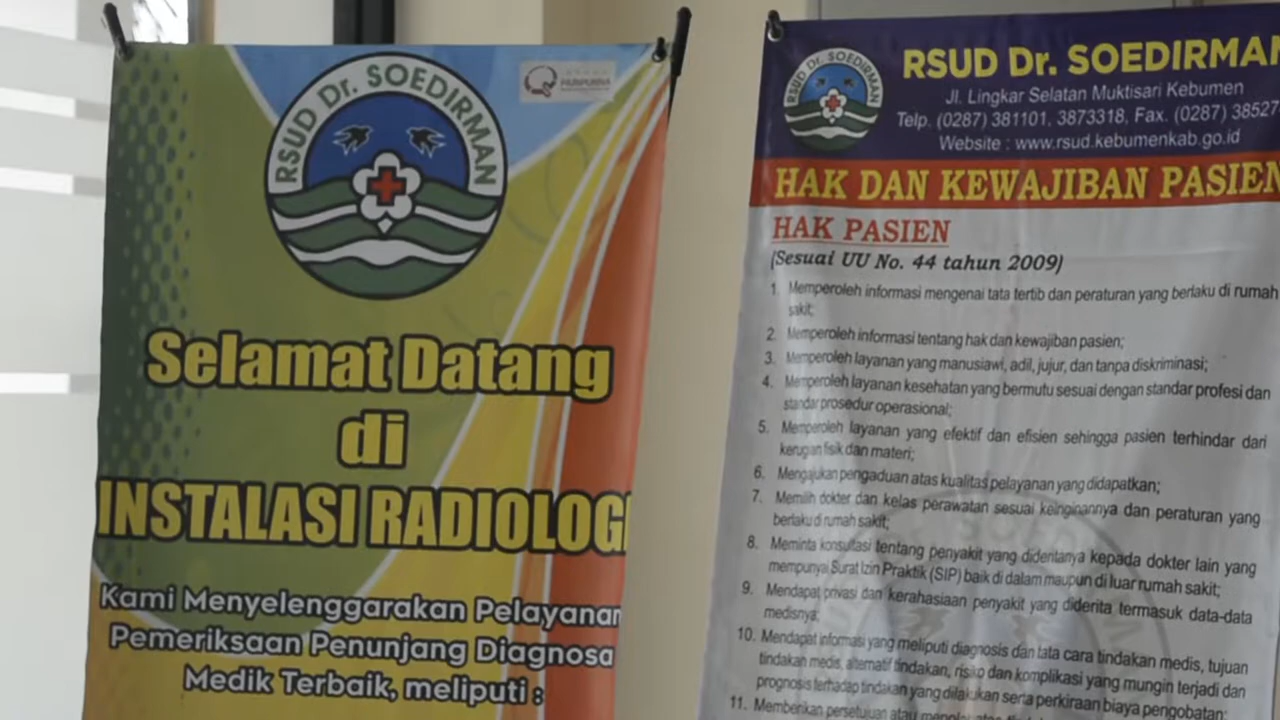 RSUD Dr. SOEDIRMAN
Selamat Datang
di
INSTALASI RADIOLOGI
Kami Menyelenggarakan Pelayanan
Pemeriksaan Penunjang Diagnosa
Medik Terbaik, meliputi :
RSUD Dr. SOEDIRMAN
RSUD Dr. SOEDIRMAN
Jl. Lingkar Selatan Muktisari Kebumen
Telp. (0287) 381101, 3873318, Fax. (0287) 38527
Website : www.rsud.kebumenkab.go.id
HAK DAN KEWAJIBAN PASIEN
HAK PASIEN
(Sesuai UU No. 44 tahun 2009)
1. Memperoleh informasi mengenai tata tertib dan peraturan yang berlaku di rumah
sakit;
2. Memperoleh informasi tentang hak dan kewajiban pasien;
3. Memperoleh layanan yang manusiawi, adil, jujur, dan tanpa diskriminasi;
4. Memperoleh layanan kesehatan yang bermutu sesuai dengan standar profesi dan
standar prosedur operasional;
5. Memperoleh layanan yang efektif dan efisien sehingga pasien terhindar dari
kerugian fisik dan materi;
6. Mengajukan pengaduan atas kualitas pelayanan yang didapatkan;
7. Memilih dokter dan kelas perawatan sesuai keinginannya dan peraturan yang
berlaku di rumah sakit;
8. Meminta konsultasi tentang penyakit yang dideritanya kepada dokter lain yang
mempunyai Surat Izin Praktik (SIP) baik di dalam maupun di luar rumah sakit;
9. Mendapat privasi dan kerahasiaan penyakit yang diderita termasuk data-data
medisnya;
10. Mendapat informasi yang meliputi diagnosis dan tata cara tindakan medis, tujuan
tindakan medis, alternatif tindakan, risiko dan komplikasi yang mungin terjadi dan
prognosis terhadap tindakan yang dilakukan serta perkiraan biaya pengobatan;
11. Memberikan persetujuan atau